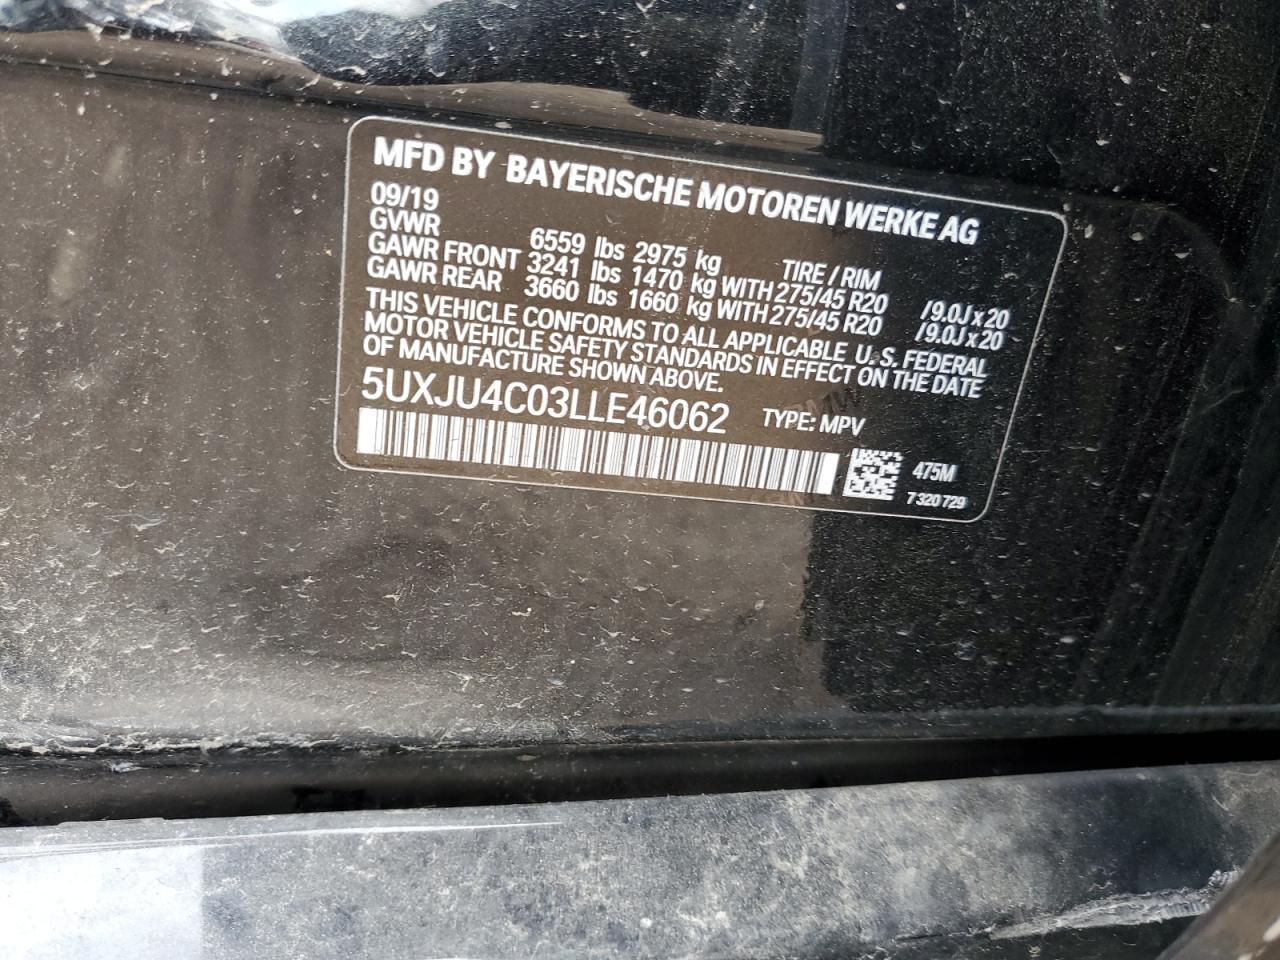 MFD BY BAYERISCHE MOTOREN WERKE AG
09/19
GVWR 6559 lbs 2975 kg TIRE / RIM
GAWR FRONT 3241 lbs 1470 kg WITH 275/45 R20 /9.0J x 20
GAWR REAR 3660 lbs 1660 kg WITH 275/45 R20 /9.0J x 20
THIS VEHICLE CONFORMS TO ALL APPLICABLE U.S. FEDERAL
MOTOR VEHICLE SAFETY STANDARDS IN EFFECT ON THE DATE
OF MANUFACTURE SHOWN ABOVE.
5UXJU4C03LLE46062 TYPE: MPV
475M
7 320 729